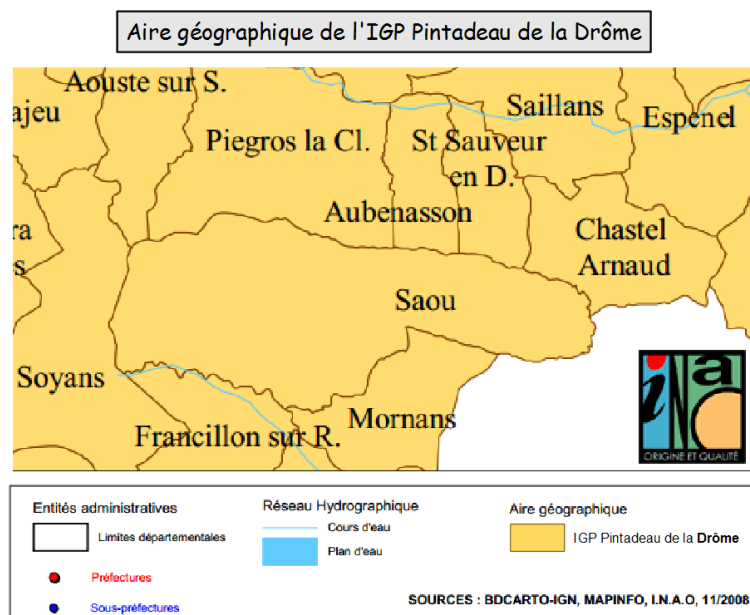 Aire géographique de l'IGP Pintadeau de la Drôme
Aouste sur S.
ajeu
Saillans
Espenel
Piegros la Cl.
St Sauveur
en D.
Aubenasson
ra
Chastel
Arnaud
s
Saou
Soyans
Mornans
Francillon sur R.
INAO
ORIGINE ET QUALITÉ
Entités administratives
Limites départementales
Préfectures
Sous-préfectures
Réseau Hydrographique
Cours d'eau
Plan d'eau
Aire géographique
IGP Pintadeau de la Drôme
SOURCES : BDCARTO-IGN, MAPINFO, I.N.A.O, 11/2008